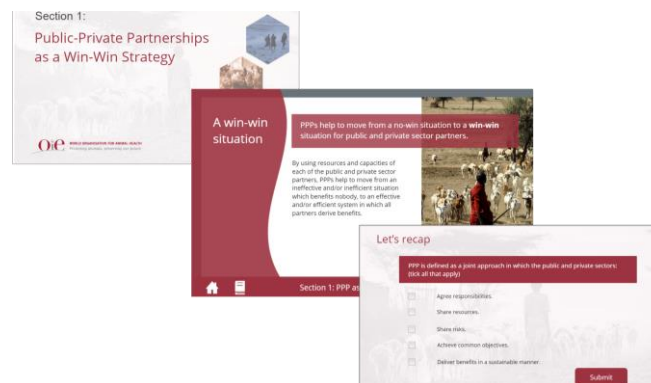 Section 1:
Public-Private Partnerships
as a Win-Win Strategy
Oie WORLD ORGANISATION FOR ANIMAL HEALTH
A win-win
situation
PPPs help to move from a no-win situation to a win-win
situation for public and private sector partners.
By using resources and capacities of
each of the public and private sector
partners, PPPs help to move from an
ineffective and/or inefficient situation
which benefits nobody, to an effective
and/or efficient system in which all
partners derive benefits.
Section 1: PPP as
Let's recap
PPP is defined as a joint approach in which the public and private sectors:
(tick all that apply)
Agree responsibilities.
Share resources.
Share risks.
Achieve common objectives.
Deliver benefits in a sustainable manner.
Submit